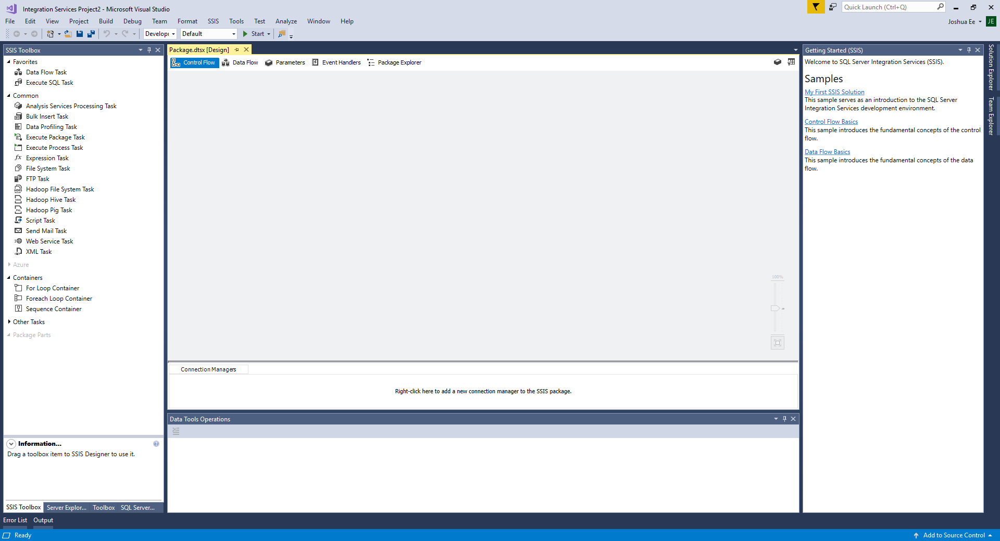 Integration Services Project2 - Microsoft Visual Studio
Quick Launch (Ctrl+Q)
File Edit View Project Build Debug Team Format SSIS Tools Test Analyze Window Help
Joshua Ee JE
Develop Default Start
SSIS Toolbox
Favorites
Data Flow Task
Execute SQL Task
Common
Analysis Services Processing Task
Bulk Insert Task
Data Profiling Task
Execute Package Task
Execute Process Task
fx Expression Task
File System Task
FTP Task
Hadoop File System Task
Hadoop Hive Task
Hadoop Pig Task
Script Task
Send Mail Task
Web Service Task
XML Task
Azure
Containers
For Loop Container
Foreach Loop Container
Sequence Container
Other Tasks
Package Parts
Information...
Drag a toolbox item to SSIS Designer to use it.
SSIS Toolbox Server Explor... Toolbox SQL Server...
Package.dtsx [Design]
Control Flow Data Flow Parameters Event Handlers Package Explorer
100%
Connection Managers
Right-click here to add a new connection manager to the SSIS package.
Data Tools Operations
Getting Started (SSIS)
Welcome to SQL Server Integration Services (SSIS).
Samples
My First SSIS Solution
This sample serves as an introduction to the SQL Server
Integration Services development environment.
Control Flow Basics
This sample introduces the fundamental concepts of the control
flow.
Data Flow Basics
This sample introduces the fundamental concepts of the data
flow.
Solution Explorer
Team Explorer
Error List Output
Ready
Add to Source Control